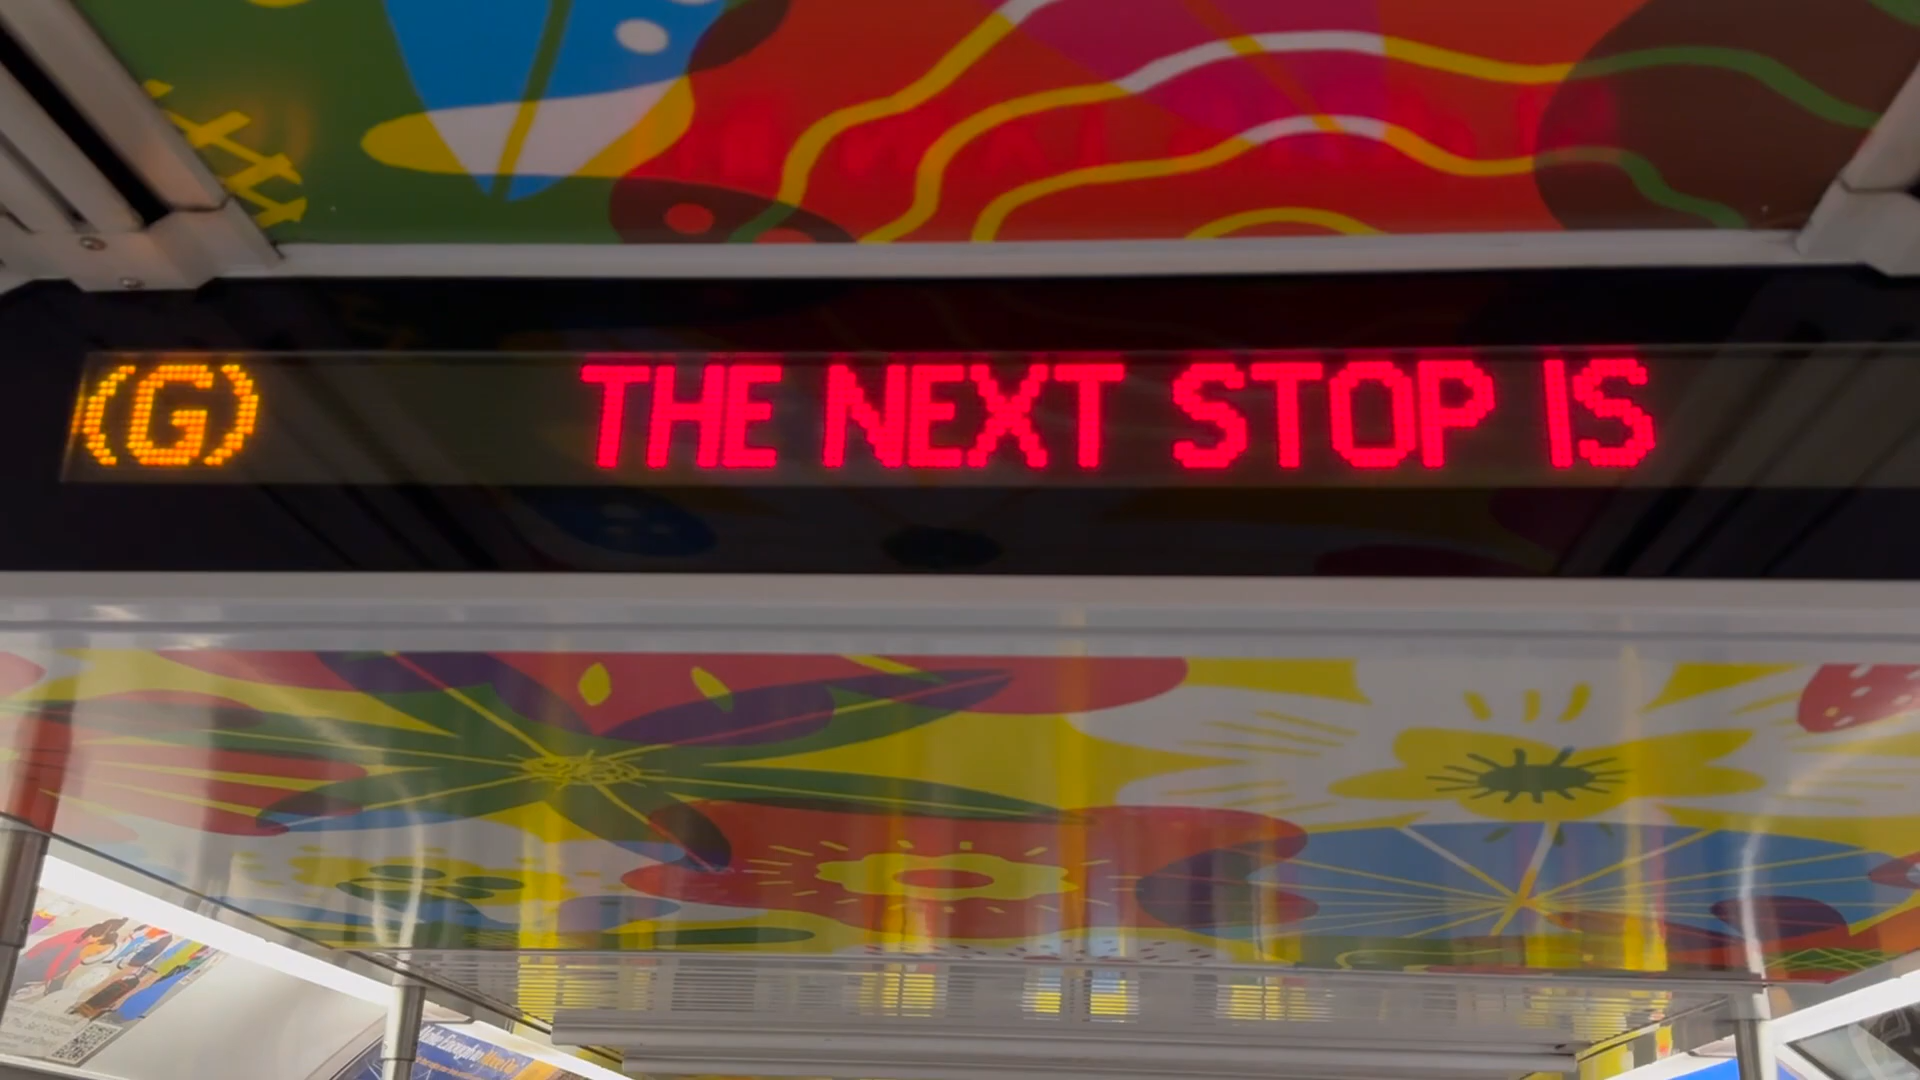 (G) THE NEXT STOP IS